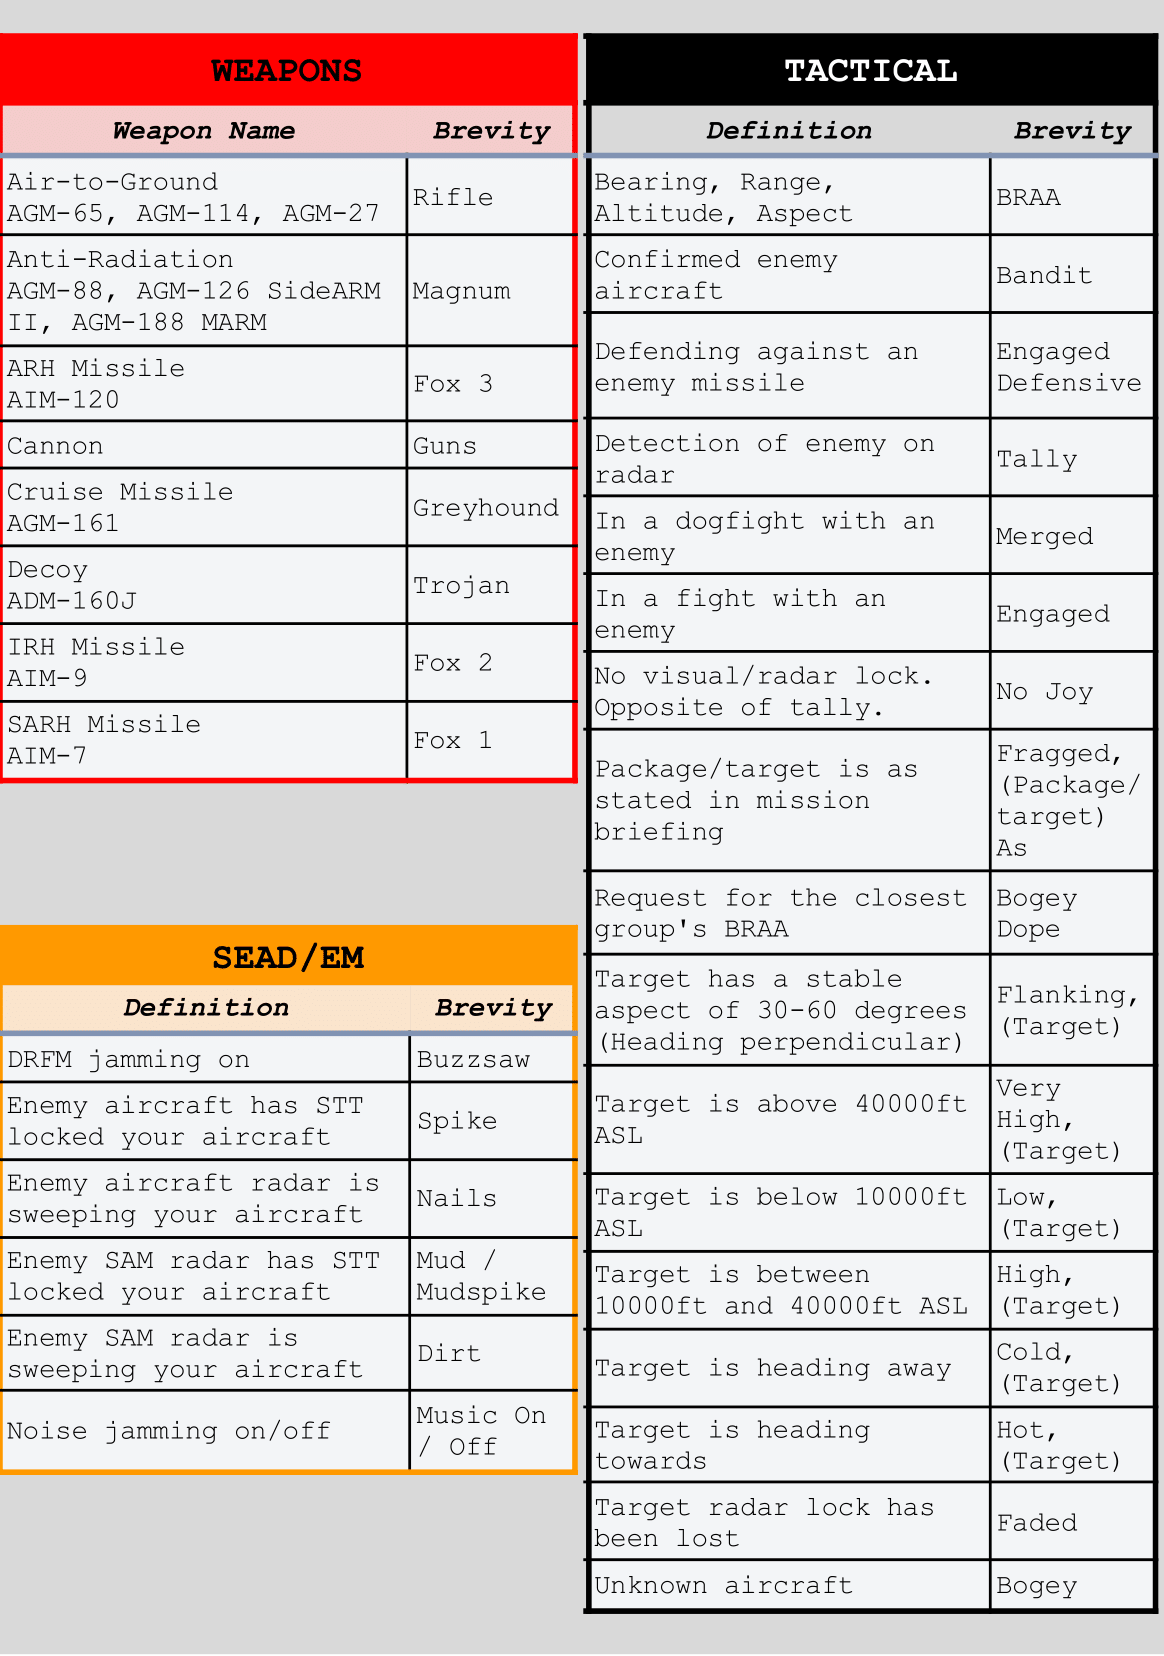 WEAPONS
Weapon Name Brevity
Air-to-Ground
AGM-65, AGM-114, AGM-27
Rifle
Anti-Radiation
AGM-88, AGM-126 SideARM
II, AGM-188 MARM
Magnum
ARH Missile
AIM-120
Fox 3
Cannon
Guns
Cruise Missile
AGM-161
Greyhound
Decoy
ADM-160J
Trojan
IRH Missile
AIM-9
Fox 2
SARH Missile
AIM-7
Fox 1
SEAD/EM
Definition Brevity
DRFM jamming on
Buzzsaw
Enemy aircraft has STT
locked your aircraft
Spike
Enemy aircraft radar is
sweeping your aircraft
Nails
Enemy SAM radar has STT
locked your aircraft
Mud /
Mudspike
Enemy SAM radar is
sweeping your aircraft
Dirt
Noise jamming on/off
Music On
/ Off
TACTICAL
Definition Brevity
Bearing, Range,
Altitude, Aspect
BRAA
Confirmed enemy
aircraft
Bandit
Defending against an
enemy missile
Engaged
Defensive
Detection of enemy on
radar
Tally
In a dogfight with an
enemy
Merged
In a fight with an
enemy
Engaged
No visual/radar lock.
Opposite of tally.
No Joy
Package/target is as
stated in mission
briefing
Fragged,
(Package/
target)
As
Request for the closest
group's BRAA
Bogey
Dope
Target has a stable
aspect of 30-60 degrees
(Heading perpendicular)
Flanking,
(Target)
Target is above 40000ft
ASL
Very
High,
(Target)
Target is below 10000ft
ASL
Low,
(Target)
Target is between
10000ft and 40000ft ASL
High,
(Target)
Target is heading away
Cold,
(Target)
Target is heading
towards
Hot,
(Target)
Target radar lock has
been lost
Faded
Unknown aircraft
Bogey